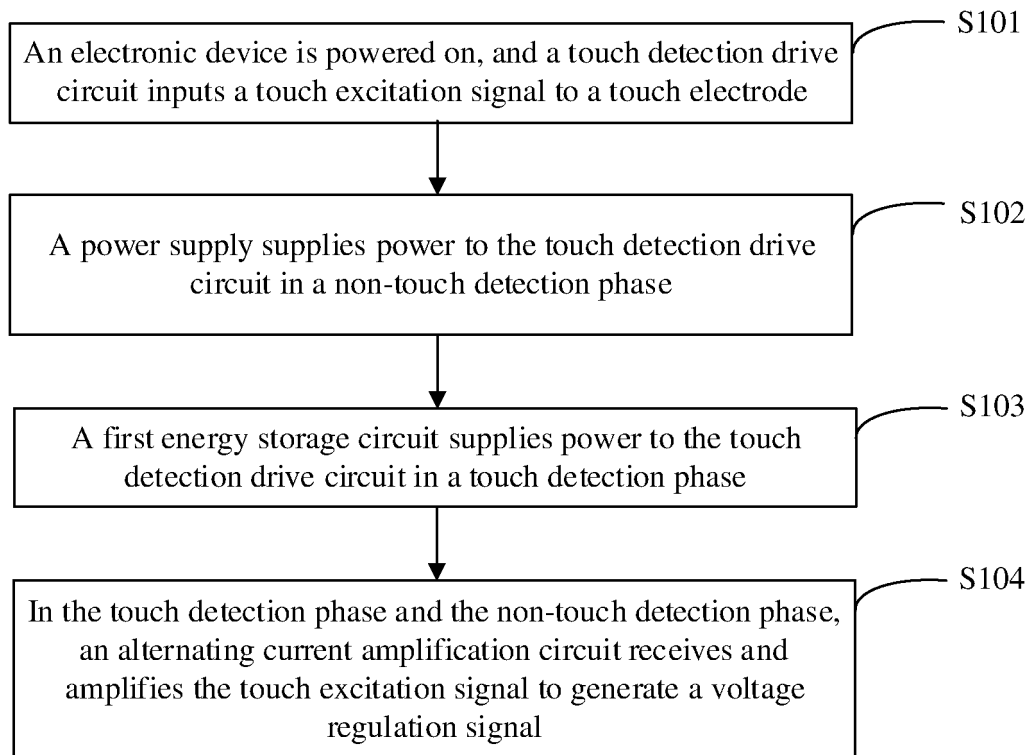 S101
An electronic device is powered on, and a touch detection drive
circuit inputs a touch excitation signal to a touch electrode
S102
A power supply supplies power to the touch detection drive
circuit in a non-touch detection phase
S103
A first energy storage circuit supplies power to the touch
detection drive circuit in a touch detection phase
S104
In the touch detection phase and the non-touch detection phase,
an alternating current amplification circuit receives and
amplifies the touch excitation signal to generate a voltage
regulation signal